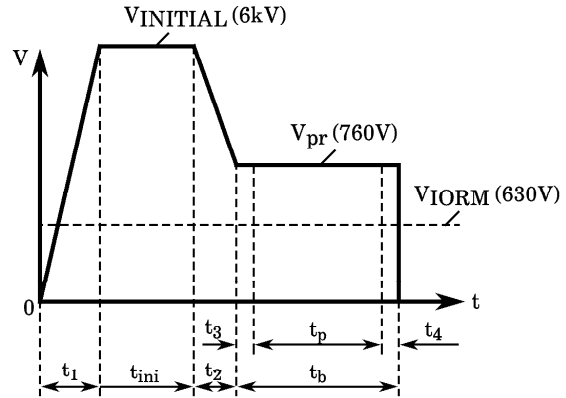 VINITIAL (6kV)
V
Vpr (760V)
VIORM (630V)
0
t
t3
tp
t4
t1
tini
t2
tb